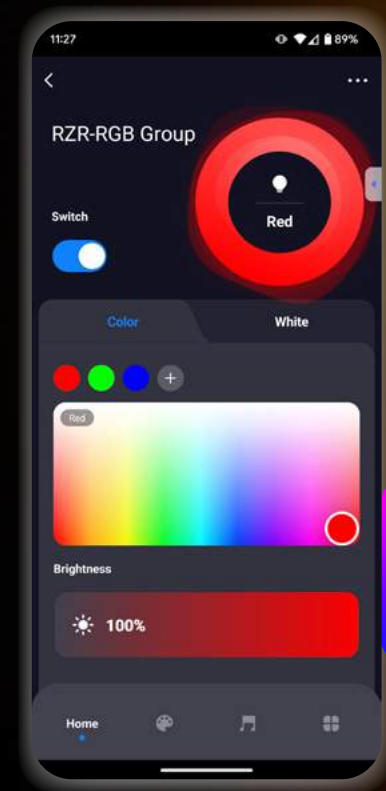 11:27 89%
RZR-RGB Group
Switch
Red
Color White
Red
Brightness
100%
Home